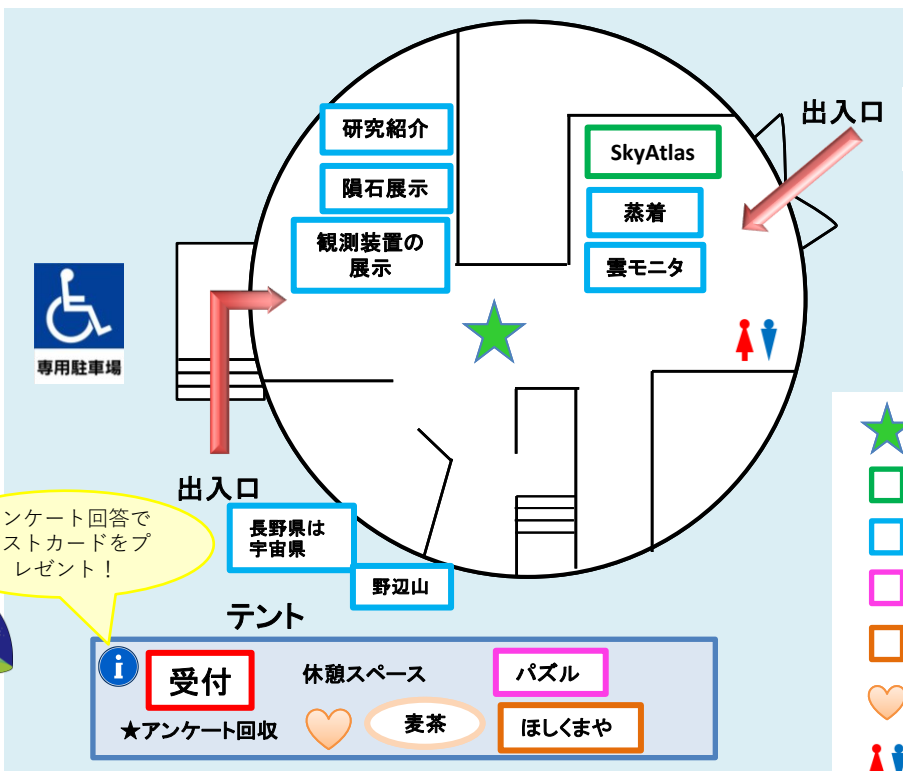 研究紹介
隕石展示
観測装置の
展示
SkyAtlas
蒸着
雲モニタ
出入口
専用駐車場
出入口
ンケート回答で
ストカードをプ
レゼント！
長野県は
宇宙県
野辺山
テント
i
受付
休憩スペース
パズル
★アンケート回収
麦茶
ほしくまや